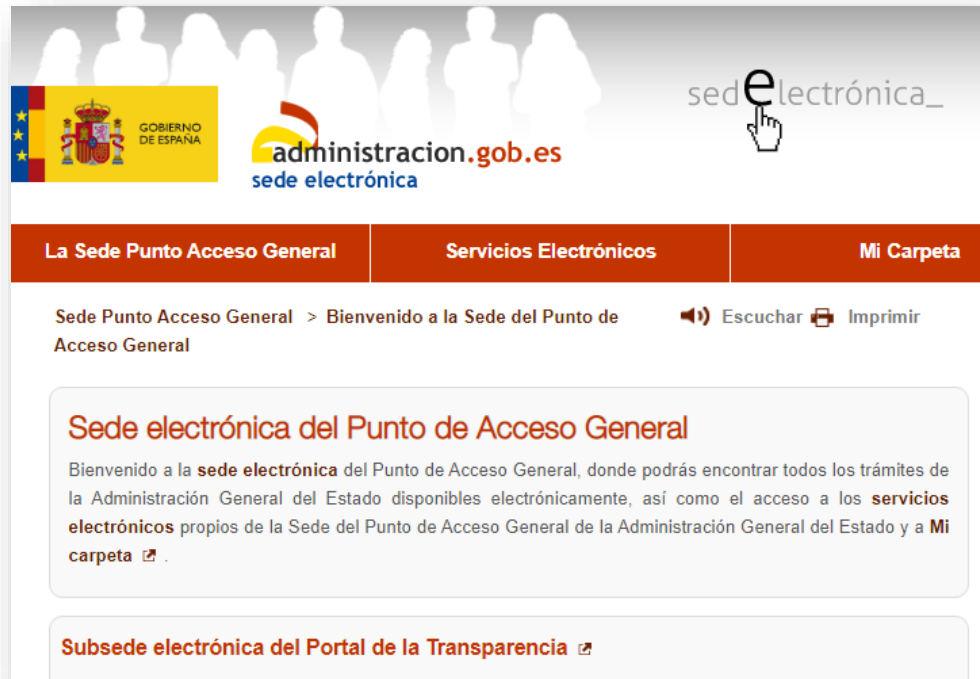 sedelectrónica_
GOBIERNO
DE ESPAÑA
administracion.gob.es
sede electrónica
La Sede Punto Acceso General
Servicios Electrónicos
Mi Carpeta
Sede Punto Acceso General > Bienvenido a la Sede del Punto de
Acceso General
Escuchar
Imprimir
Sede electrónica del Punto de Acceso General
Bienvenido a la sede electrónica del Punto de Acceso General, donde podrás encontrar todos los trámites de
la Administración General del Estado disponibles electrónicamente, así como el acceso a los servicios
electrónicos propios de la Sede del Punto de Acceso General de la Administración General del Estado y a Mi
carpeta .
Subsede electrónica del Portal de la Transparencia